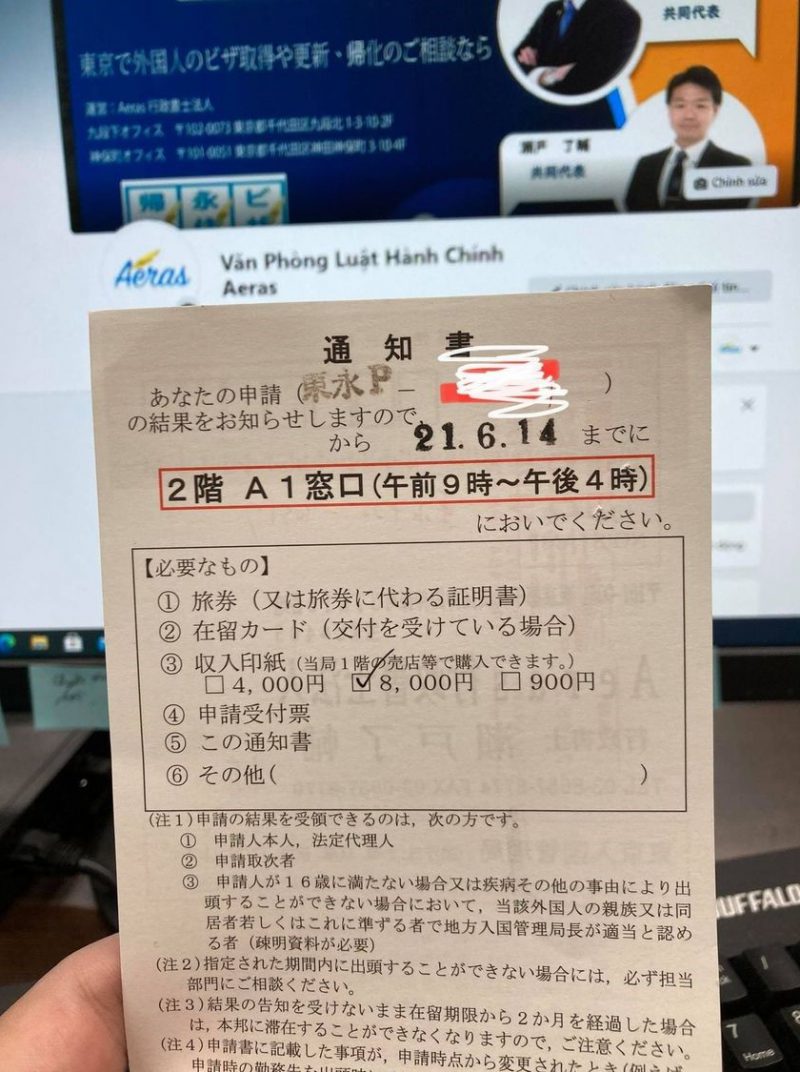 共同代表
東京で外国人のビザ取得や更新、帰化のご相談なら
運営：Aeras 行政書士法人
九段下オフィス 〒102-0073 東京都千代田区九段北 1-3-10-2F
神保町オフィス 〒101-0051 東京都千代田区神田神保町 3-10-4F
瀬戸 了輔
共同代表
Chỉnh sửa
帰 永 ビ
Aeras
Văn Phòng Luật Hành Chính
Aeras
通知書
あなたの申請（東永P－ ）
の結果をお知らせしますので、
から 21.6.14 までに
２階 Ａ１窓口（午前９時～午後４時）
においでください。
【必要なもの】
① 旅券（又は旅券に代わる証明書）
② 在留カード（交付を受けている場合）
③ 収入印紙（当局１階の売店等で購入できます。）
□４，０００円 ☑８，０００円 □９００円
④ 申請受付票
⑤ この通知書
⑥ その他（ ）
（注１）申請の結果を受領できるのは，次の方です。
① 申請人本人，法定代理人
② 申請取次者
③ 申請人が１６歳に満たない場合又は疾病その他の事由により出
頭することができない場合において，当該外国人の親族又は同
居者若しくはこれに準ずる者で地方入国管理局長が適当と認め
る者（疎明資料が必要）
（注２）指定された期間内に出頭することができない場合には，必ず担当
部門にご相談ください。
（注３）結果の告知を受けないまま在留期限から２か月を経過した場合
は，本邦に滞在することができなくなりますので，ご注意ください。
（注４）申請書に記載した事項が，申請時点から変更されたとき（例えば
申請時の勤務先を出頭時に
BUFFALO
7
Home